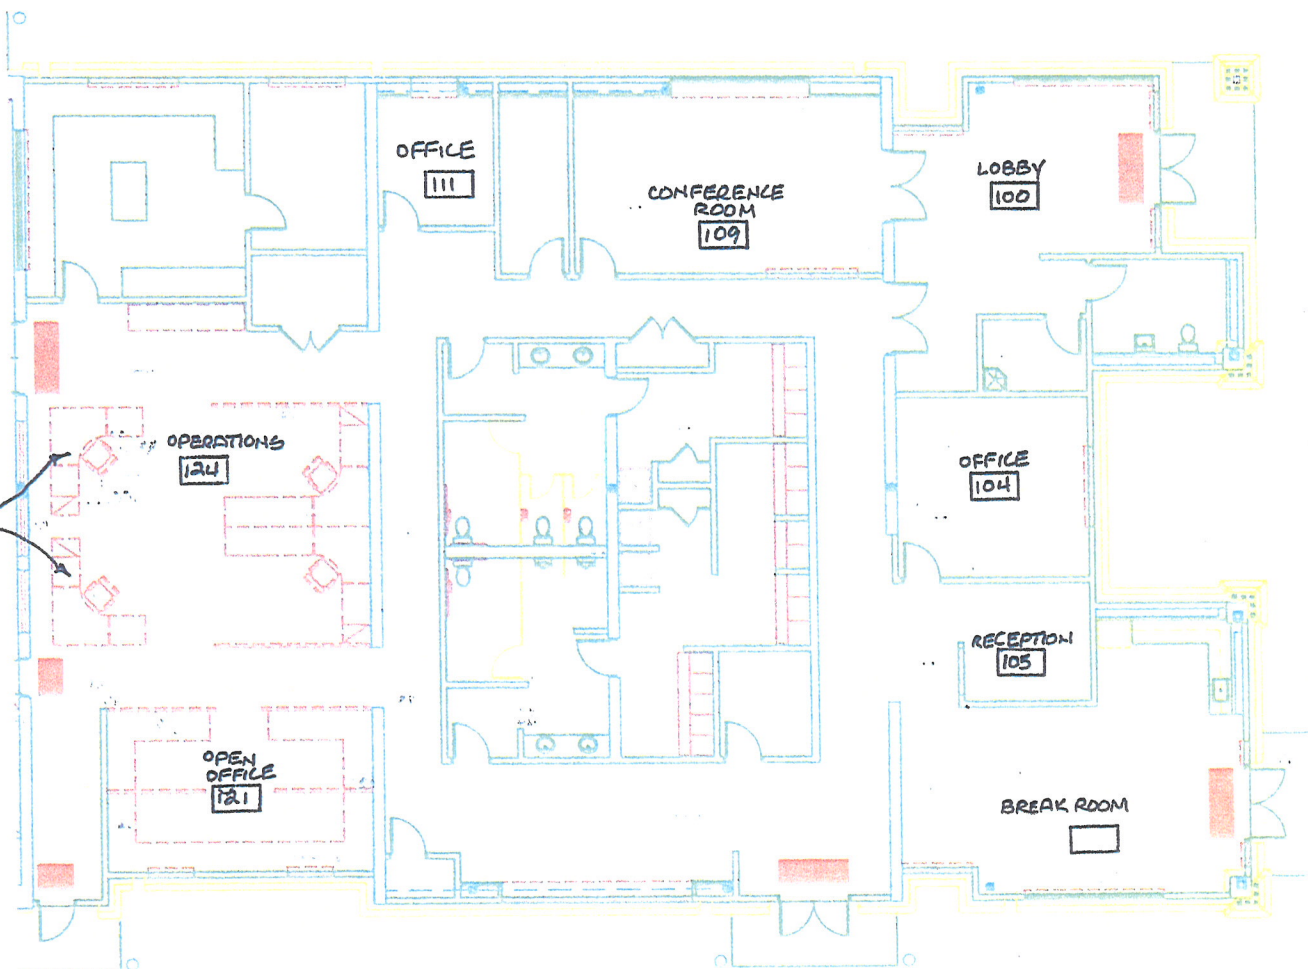 OFFICE
111
CONFERENCE
ROOM
109
LOBBY
100
OPERATIONS
124
OFFICE
104
RECEPTION
105
OPEN
OFFICE
121
BREAK ROOM